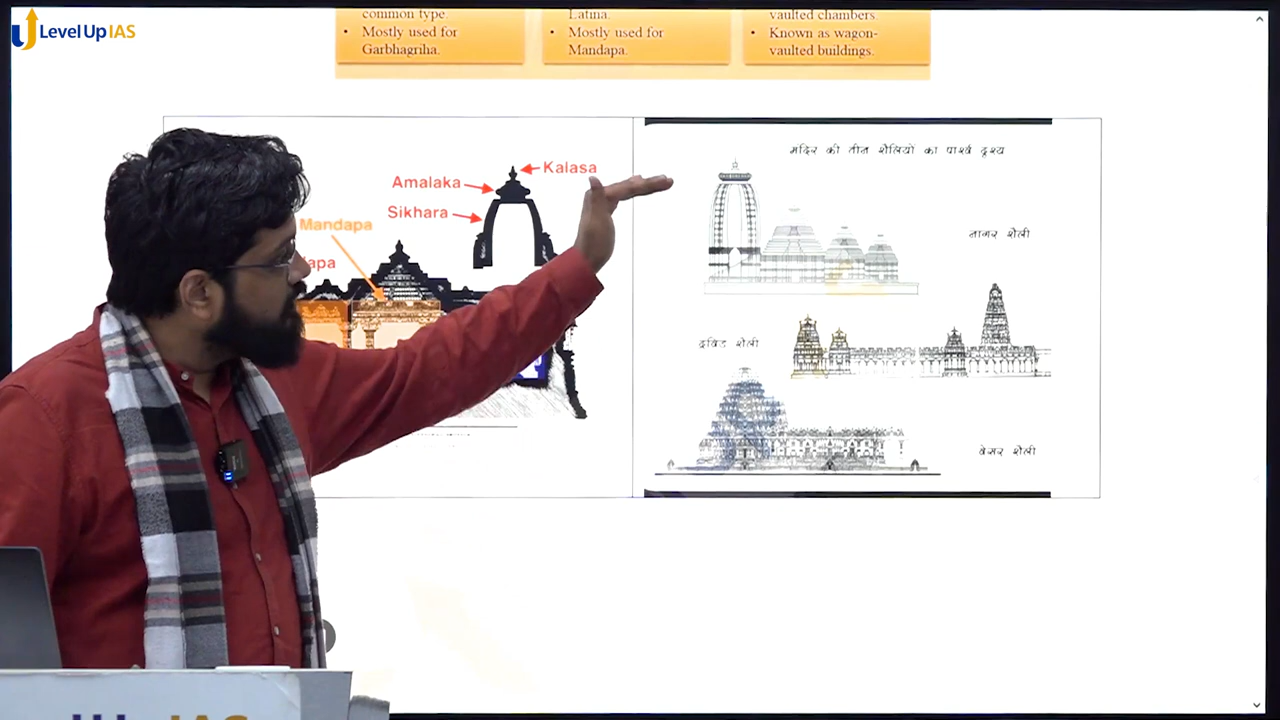 Level Up IAS
common type.
• Mostly used for
Garbhagriha.
Latina.
• Mostly used for
Mandapa.
vaulted chambers.
• Known as wagon-
vaulted buildings.
Kalasa
Amalaka
Sikhara
Mandapa
मंदिर की तीन शैलियों का पार्श्व दृश्य
नागर शैली
द्रविड शैली
वेसर शैली